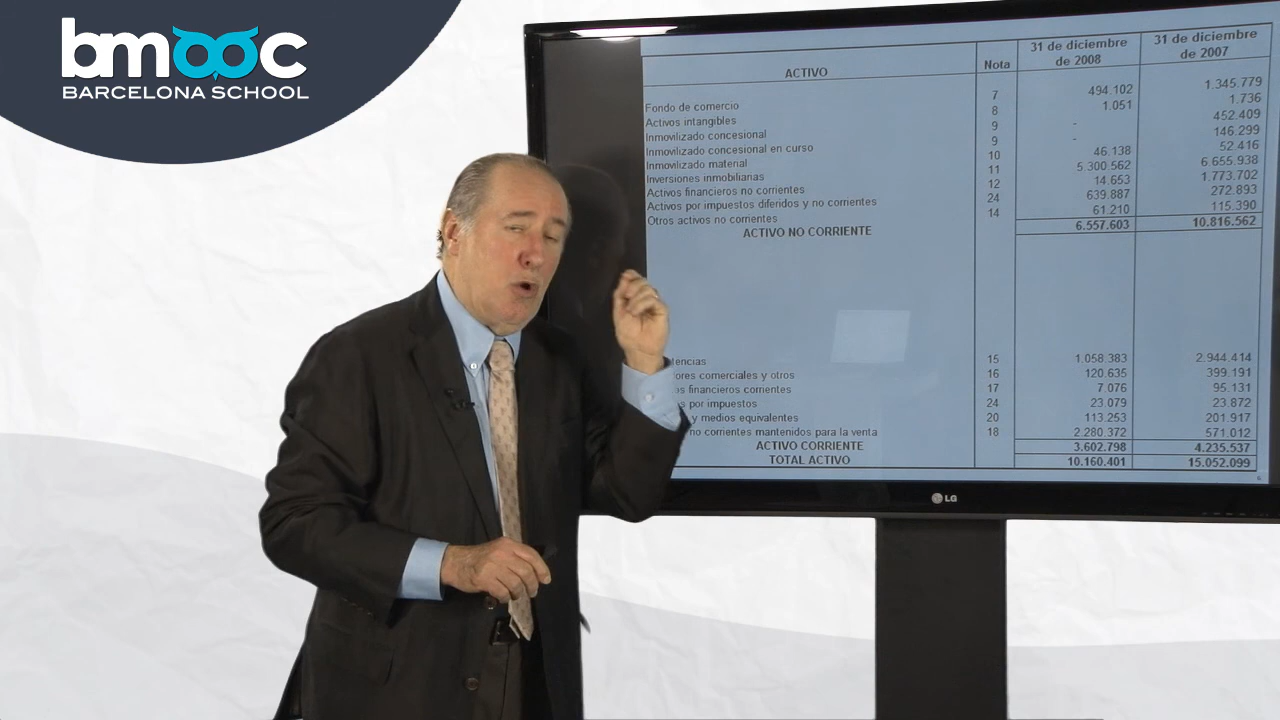 bmooc
BARCELONA SCHOOL
ACTIVO Nota 31 de diciembre de 2008 31 de diciembre de 2007
Fondo de comercio 7 494.102 1.345.779
Activos intangibles 8 1.051 1.736
Inmovilizado concesional 9 - 452.409
Inmovilizado concesional en curso 9 - 146.299
Inmovilizado material 10 46.138 52.416
Inversiones inmobiliarias 11 5.300.562 6.655.938
Activos financieros no corrientes 12 14.653 1.773.702
Activos por impuestos diferidos y no corrientes 24 639.887 272.893
Otros activos no corrientes 14 61.210 115.390
ACTIVO NO CORRIENTE 6.557.603 10.816.562
tencias 15 1.058.383 2.944.414
ores comerciales y otros 16 120.635 399.191
s financieros corrientes 17 7.076 95.131
s por impuestos 24 23.079 23.872
y medios equivalentes 20 113.253 201.917
no corrientes mantenidos para la venta 18 2.280.372 571.012
ACTIVO CORRIENTE 3.602.798 4.235.537
TOTAL ACTIVO 10.160.401 15.052.099
LG